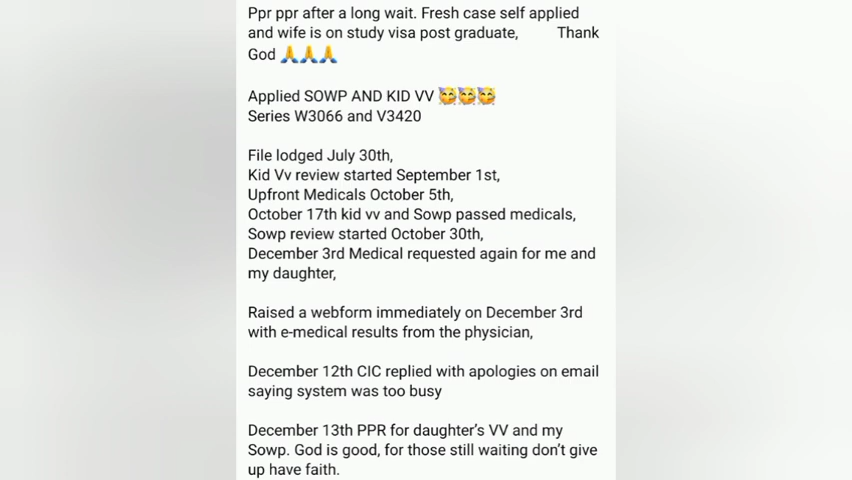 Ppr ppr after a long wait. Fresh case self applied
and wife is on study visa post graduate, Thank
God 🙏🙏🙏
Applied SOWP AND KID VV 🥳🥳🥳
Series W3066 and V3420
File lodged July 30th,
Kid Vv review started September 1st,
Upfront Medicals October 5th,
October 17th kid vv and Sowp passed medicals,
Sowp review started October 30th,
December 3rd Medical requested again for me and
my daughter,
Raised a webform immediately on December 3rd
with e-medical results from the physician,
December 12th CIC replied with apologies on email
saying system was too busy
December 13th PPR for daughter’s VV and my
Sowp. God is good, for those still waiting don’t give
up have faith.